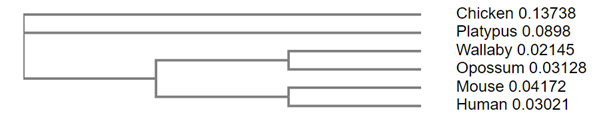 Chicken 0.13738
Platypus 0.0898
Wallaby 0.02145
Opossum 0.03128
Mouse 0.04172
Human 0.03021